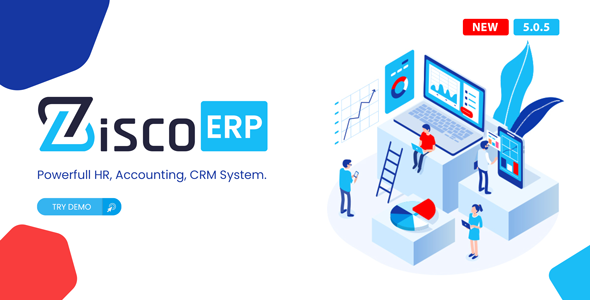 NEW 5.0.5
Zisco ERP
Powerfull HR, Accounting, CRM System.
TRY DEMO